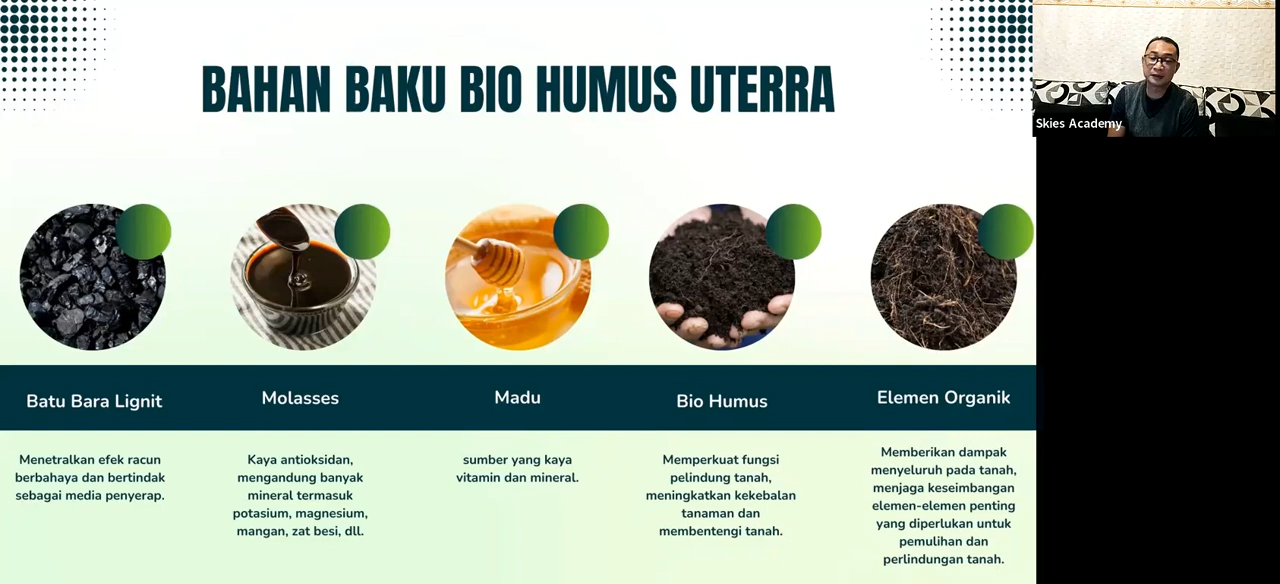 BAHAN BAKU BIO HUMUS UTERRA
Skies Academy
Batu Bara Lignit
Menetralkan efek racun
berbahaya dan bertindak
sebagai media penyerap.
Molasses
Kaya antioksidan,
mengandung banyak
mineral termasuk
potasium, magnesium,
mangan, zat besi, dll.
Madu
sumber yang kaya
vitamin dan mineral.
Bio Humus
Memperkuat fungsi
pelindung tanah,
meningkatkan kekebalan
tanaman dan
membentengi tanah.
Elemen Organik
Memberikan dampak
menyeluruh pada tanah,
menjaga keseimbangan
elemen-elemen penting
yang diperlukan untuk
pemulihan dan
perlindungan tanah.